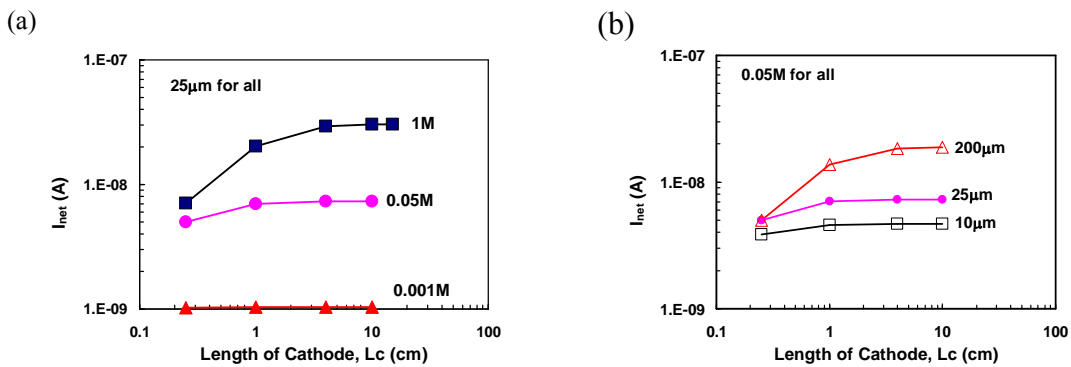 (a)
1.E-07
1.E-08
1.E-09
I_net (A)
25μm for all
1M
0.05M
0.001M
0.1
1
10
100
Length of Cathode, Lc (cm)
(b)
1.E-07
1.E-08
1.E-09
I_net (A)
0.05M for all
200μm
25μm
10μm
0.1
1
10
100
Length of Cathode, Lc (cm)